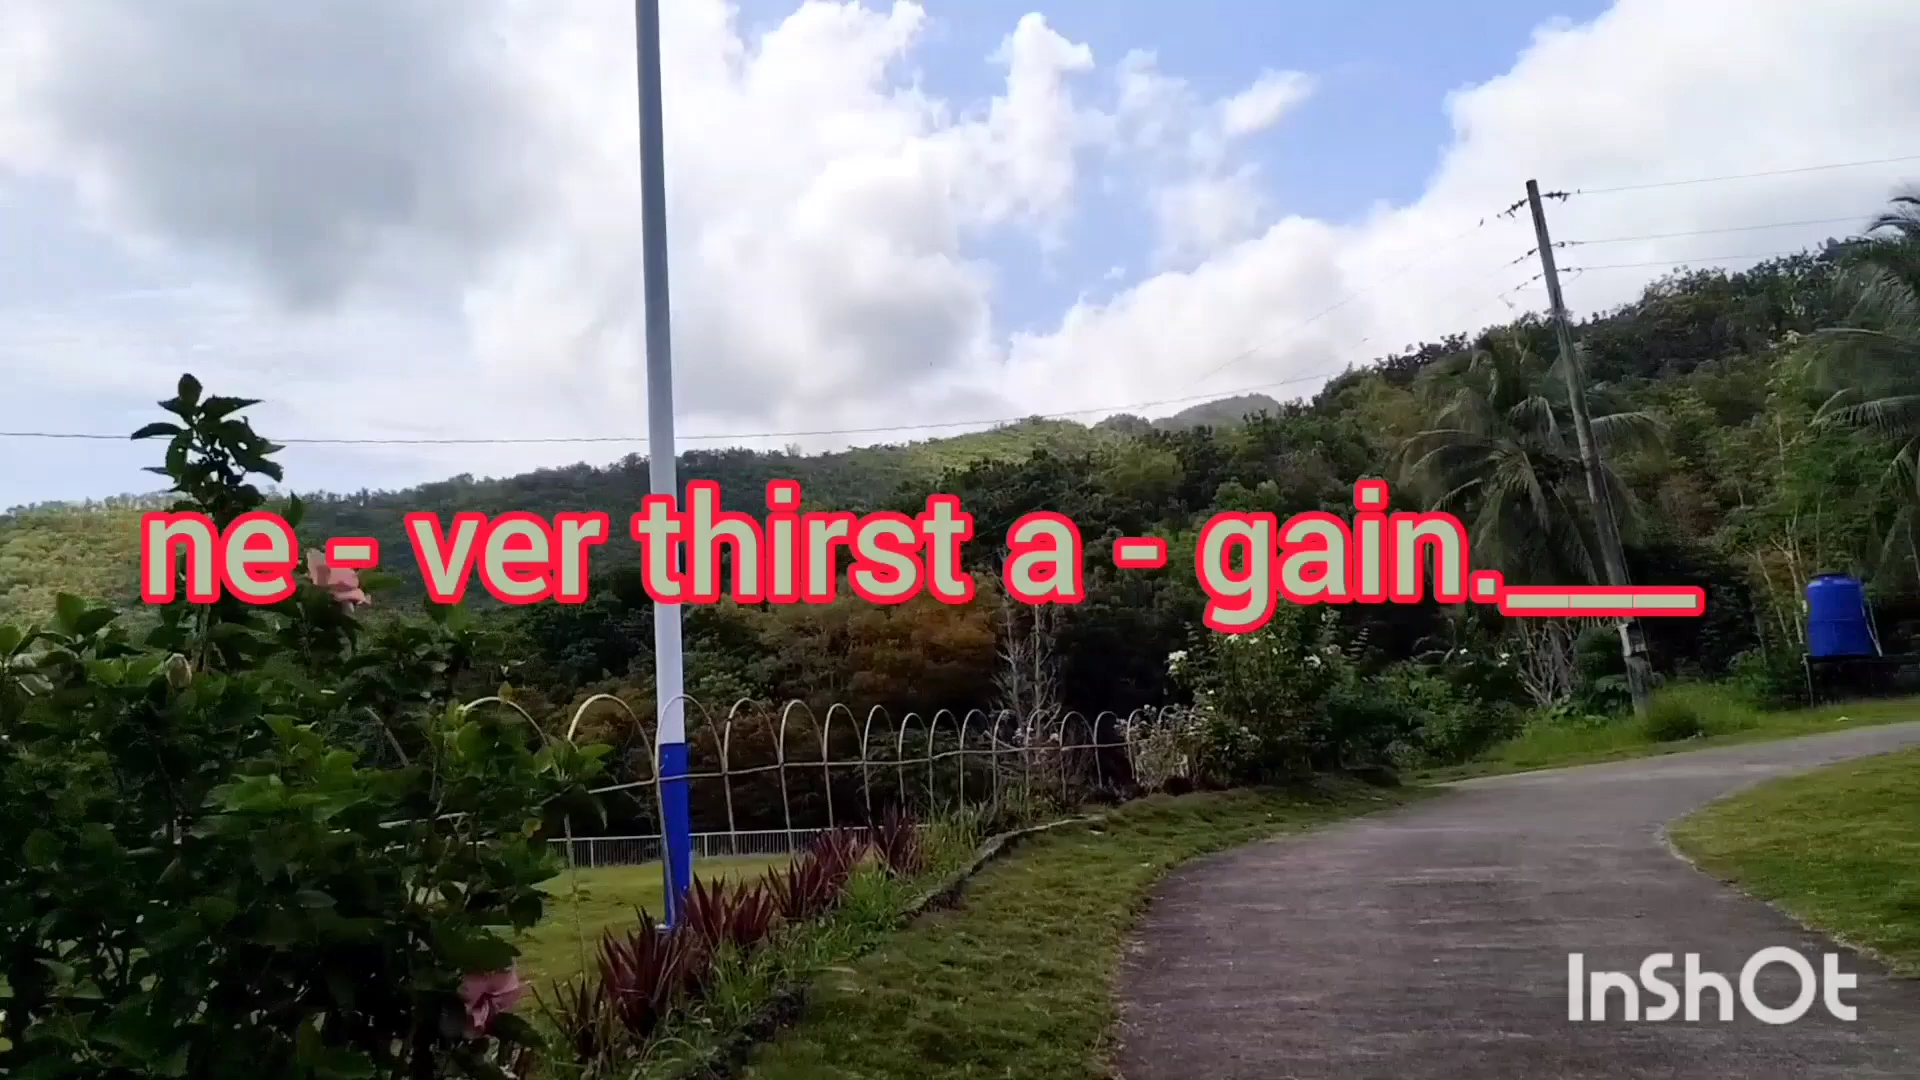 ne - ver thirst a - gain.___
InShOt